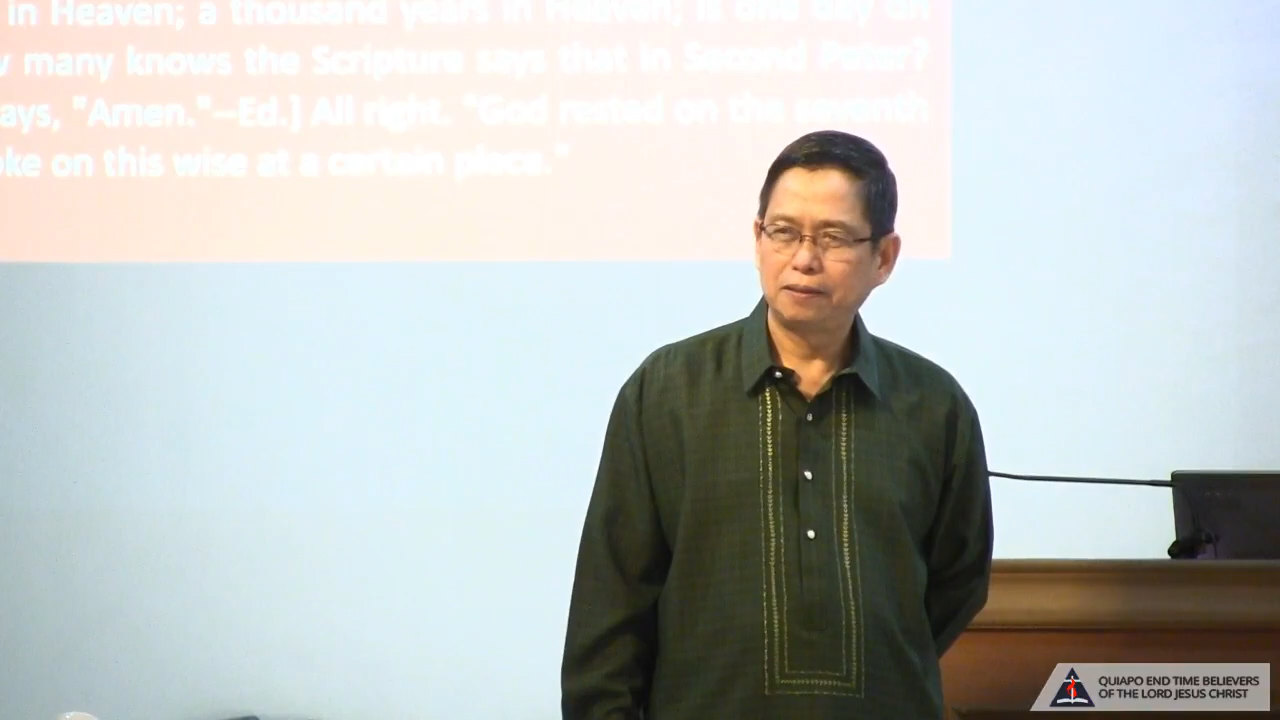 in Heaven; a thousand years in Heaven; is one day on
many knows the Scripture says that in Second Peter?
ays, "Amen."—Ed.] All right. "God rested on the seventh
oke on this wise at a certain place."
QUIAPO END TIME BELIEVERS
OF THE LORD JESUS CHRIST